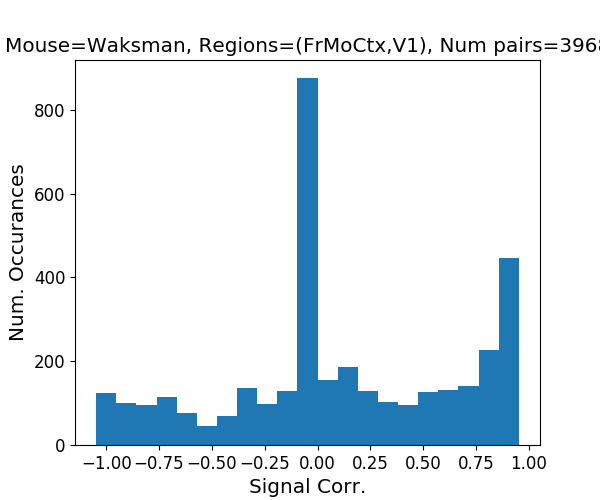 Mouse=Waksman, Regions=(FrMoCtx,V1), Num pairs=3968
Num. Occurances
800
600
400
200
0
−1.00 −0.75 −0.50 −0.25 0.00 0.25 0.50 0.75 1.00
Signal Corr.